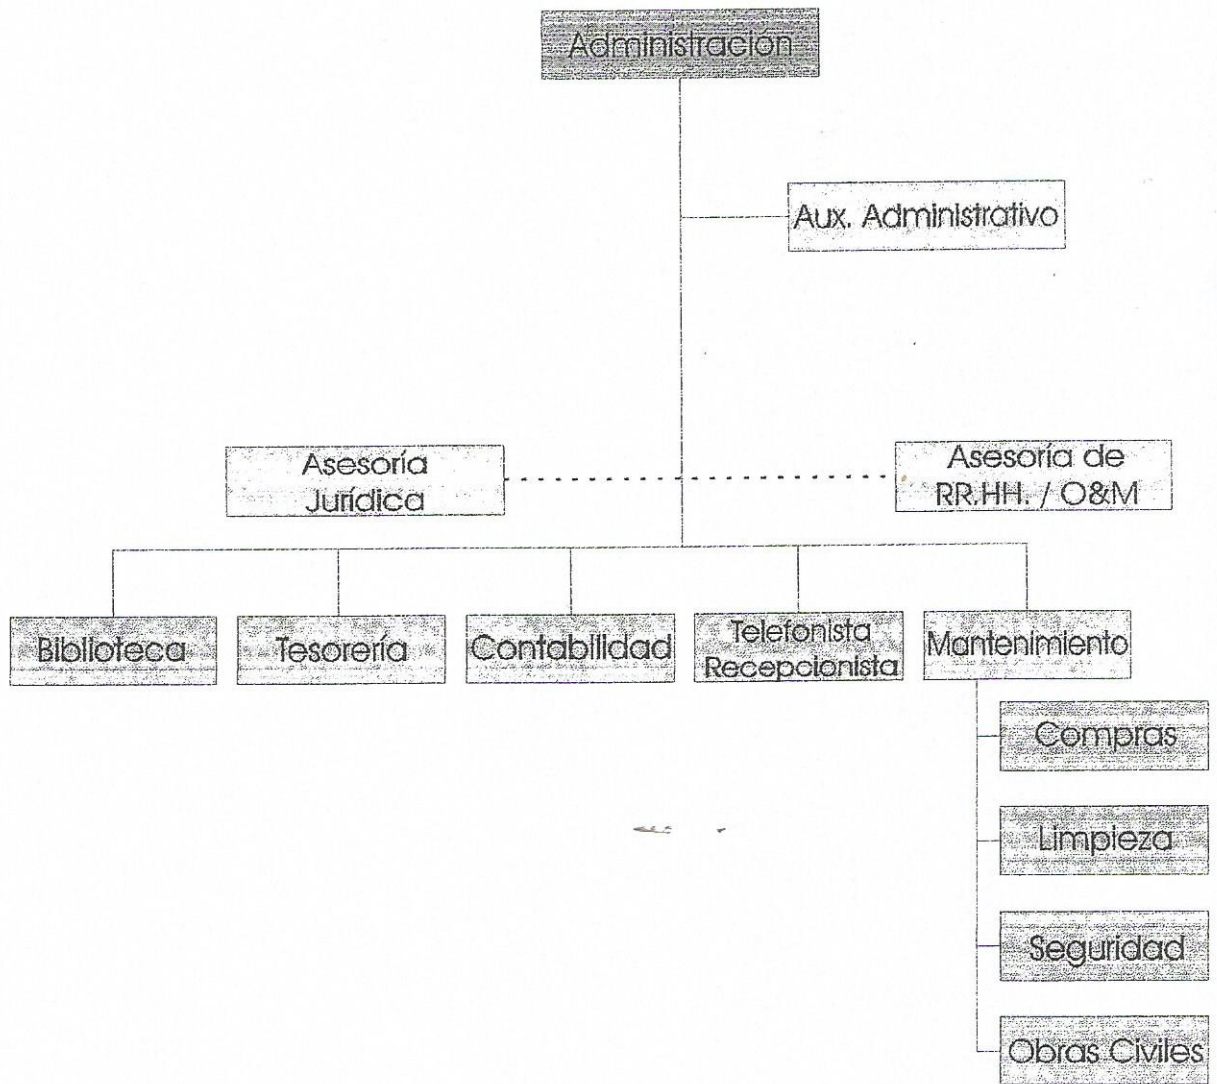 Administración
Aux. Administrativo
Asesoría
Jurídica
Asesoría de
RR.HH. / O&M
Biblioteca
Tesorería
Contabilidad
Telefonista
Recepcionista
Mantenimiento
Compras
Limpieza
Seguridad
Obras Civiles